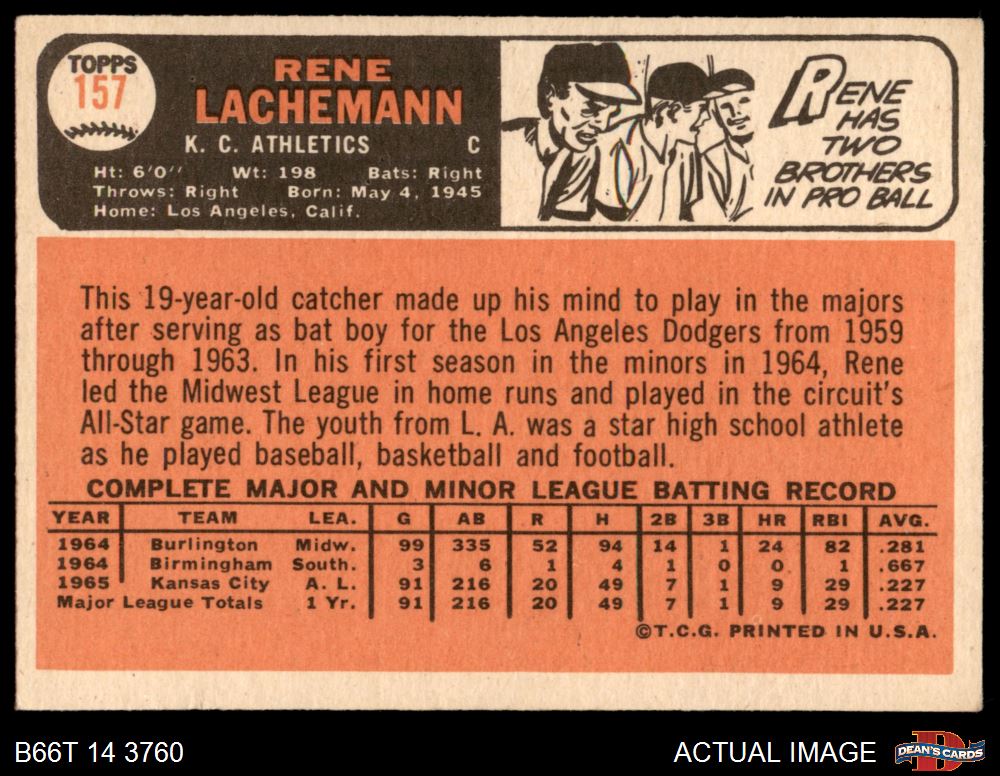 TOPPS
157
RENE
LACHEMANN
K. C. ATHLETICS C
Ht: 6'0" Wt: 198 Bats: Right
Throws: Right Born: May 4, 1945
Home: Los Angeles, Calif.
RENE
HAS
TWO
BROTHERS
IN PRO BALL
This 19-year-old catcher made up his mind to play in the majors
after serving as bat boy for the Los Angeles Dodgers from 1959
through 1963. In his first season in the minors in 1964, Rene
led the Midwest League in home runs and played in the circuit's
All-Star game. The youth from L. A. was a star high school athlete
as he played baseball, basketball and football.
COMPLETE MAJOR AND MINOR LEAGUE BATTING RECORD
YEAR TEAM LEA. G AB R H 2B 3B HR RBI AVG.
1964 Burlington Midw. 99 335 52 94 14 1 24 82 .281
1964 Birmingham South. 3 6 1 4 1 0 0 1 .667
1965 Kansas City A. L. 91 216 20 49 7 1 9 29 .227
Major League Totals 1 Yr. 91 216 20 49 7 1 9 29 .227
©T.C.G. PRINTED IN U.S.A.
B66T 14 3760
ACTUAL IMAGE
DEAN'S CARDS